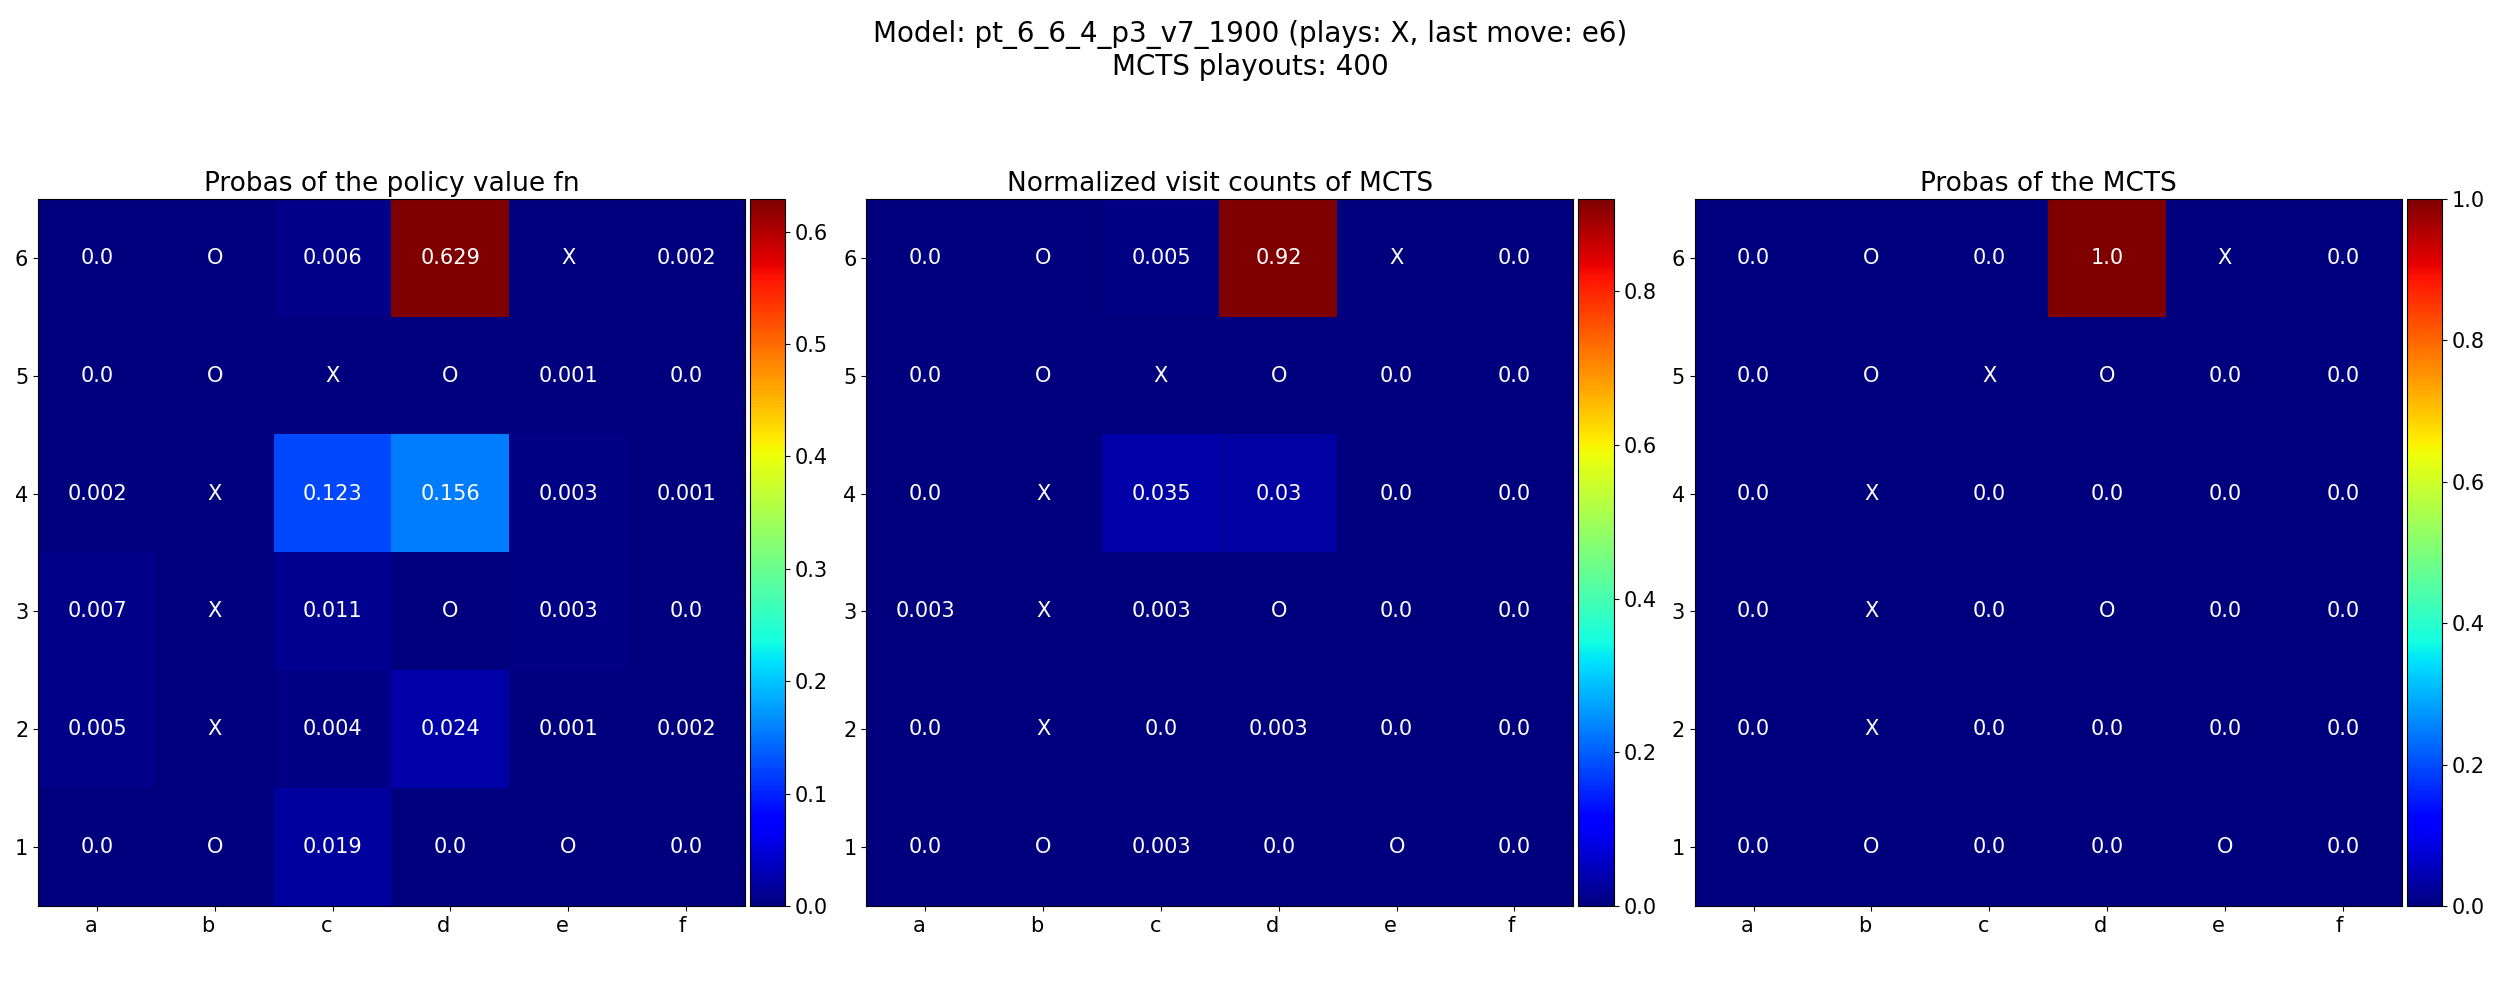 Model: pt_6_6_4_p3_v7_1900 (plays: X, last move: e6)
MCTS playouts: 400
Probas of the policy value fn
6 0.0 O 0.006 0.629 X 0.002
5 0.0 O X O 0.001 0.0
4 0.002 X 0.123 0.156 0.003 0.001
3 0.007 X 0.011 O 0.003 0.0
2 0.005 X 0.004 0.024 0.001 0.002
1 0.0 O 0.019 0.0 O 0.0
a b c d e f
0.6
0.5
0.4
0.3
0.2
0.1
0.0
Normalized visit counts of MCTS
6 0.0 O 0.005 0.92 X 0.0
5 0.0 O X O 0.0 0.0
4 0.0 X 0.035 0.03 0.0 0.0
3 0.003 X 0.003 O 0.0 0.0
2 0.0 X 0.0 0.003 0.0 0.0
1 0.0 O 0.003 0.0 O 0.0
a b c d e f
0.8
0.6
0.4
0.2
0.0
Probas of the MCTS
6 0.0 O 0.0 1.0 X 0.0
5 0.0 O X O 0.0 0.0
4 0.0 X 0.0 0.0 0.0 0.0
3 0.0 X 0.0 O 0.0 0.0
2 0.0 X 0.0 0.0 0.0 0.0
1 0.0 O 0.0 0.0 O 0.0
a b c d e f
1.0
0.8
0.6
0.4
0.2
0.0